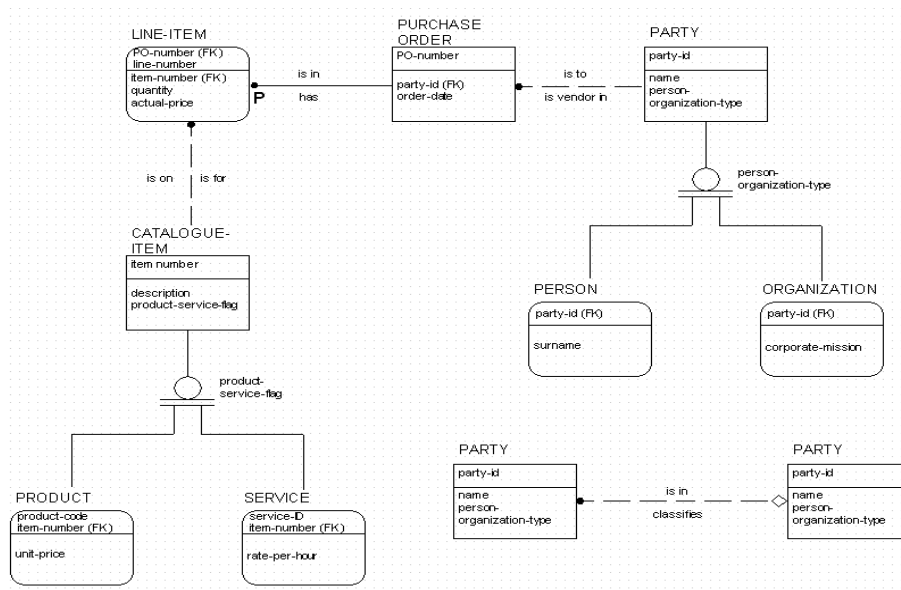 LINE-ITEM
PO-number (FK)
line-number
item-number (FK)
quantity
actual-price
P
is in
has
PURCHASE
ORDER
PO-number
party-id (FK)
order-date
is to
is vendor in
PARTY
party-id
name
person-
organization-type
person-
organization-type
is on
is for
CATALOGUE-
ITEM
item number
description
product-service-flag
product-
service-flag
PERSON
party-id (FK)
surname
ORGANIZATION
party-id (FK)
corporate-mission
PRODUCT
product-code
item-number (FK)
unit-price
SERVICE
service-ID
item-number (FK)
rate-per-hour
PARTY
party-id
name
person-
organization-type
is in
classifies
PARTY
party-id
name
person-
organization-type